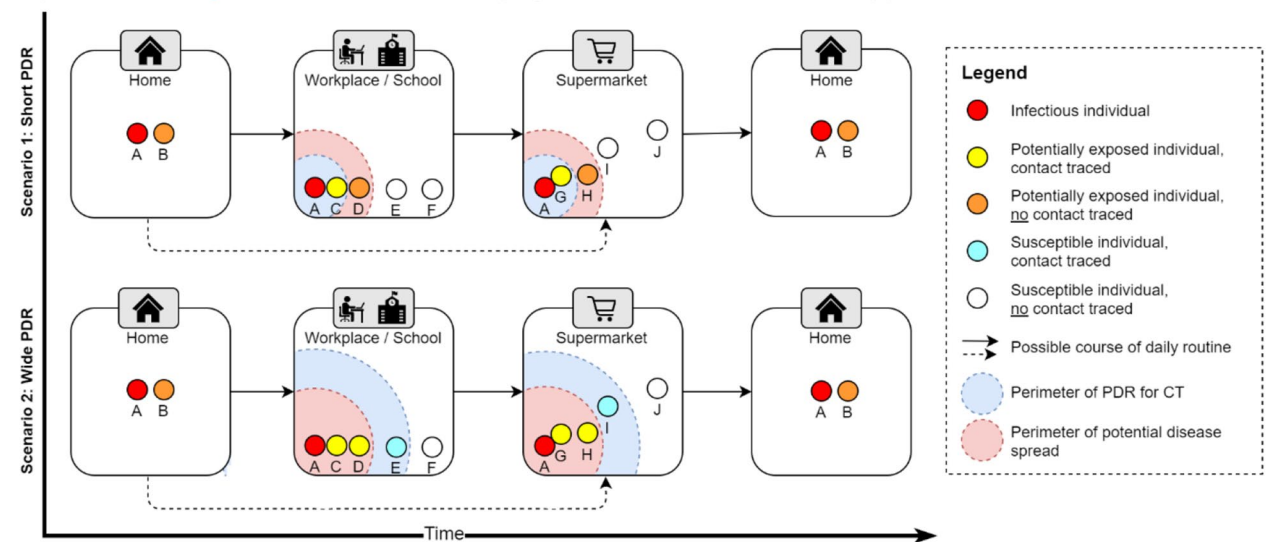 Scenario 1: Short PDR
Home
A B
Workplace / School
A C D E F
Supermarket
A G H I J
Home
A B
Scenario 2: Wide PDR
Home
A B
Workplace / School
A C D E F
Supermarket
A G H I J
Home
A B
Time
Legend
Infectious individual
Potentially exposed individual,
contact traced
Potentially exposed individual,
no contact traced
Susceptible individual,
contact traced
Susceptible individual,
no contact traced
Possible course of daily routine
Perimeter of PDR for CT
Perimeter of potential disease
spread